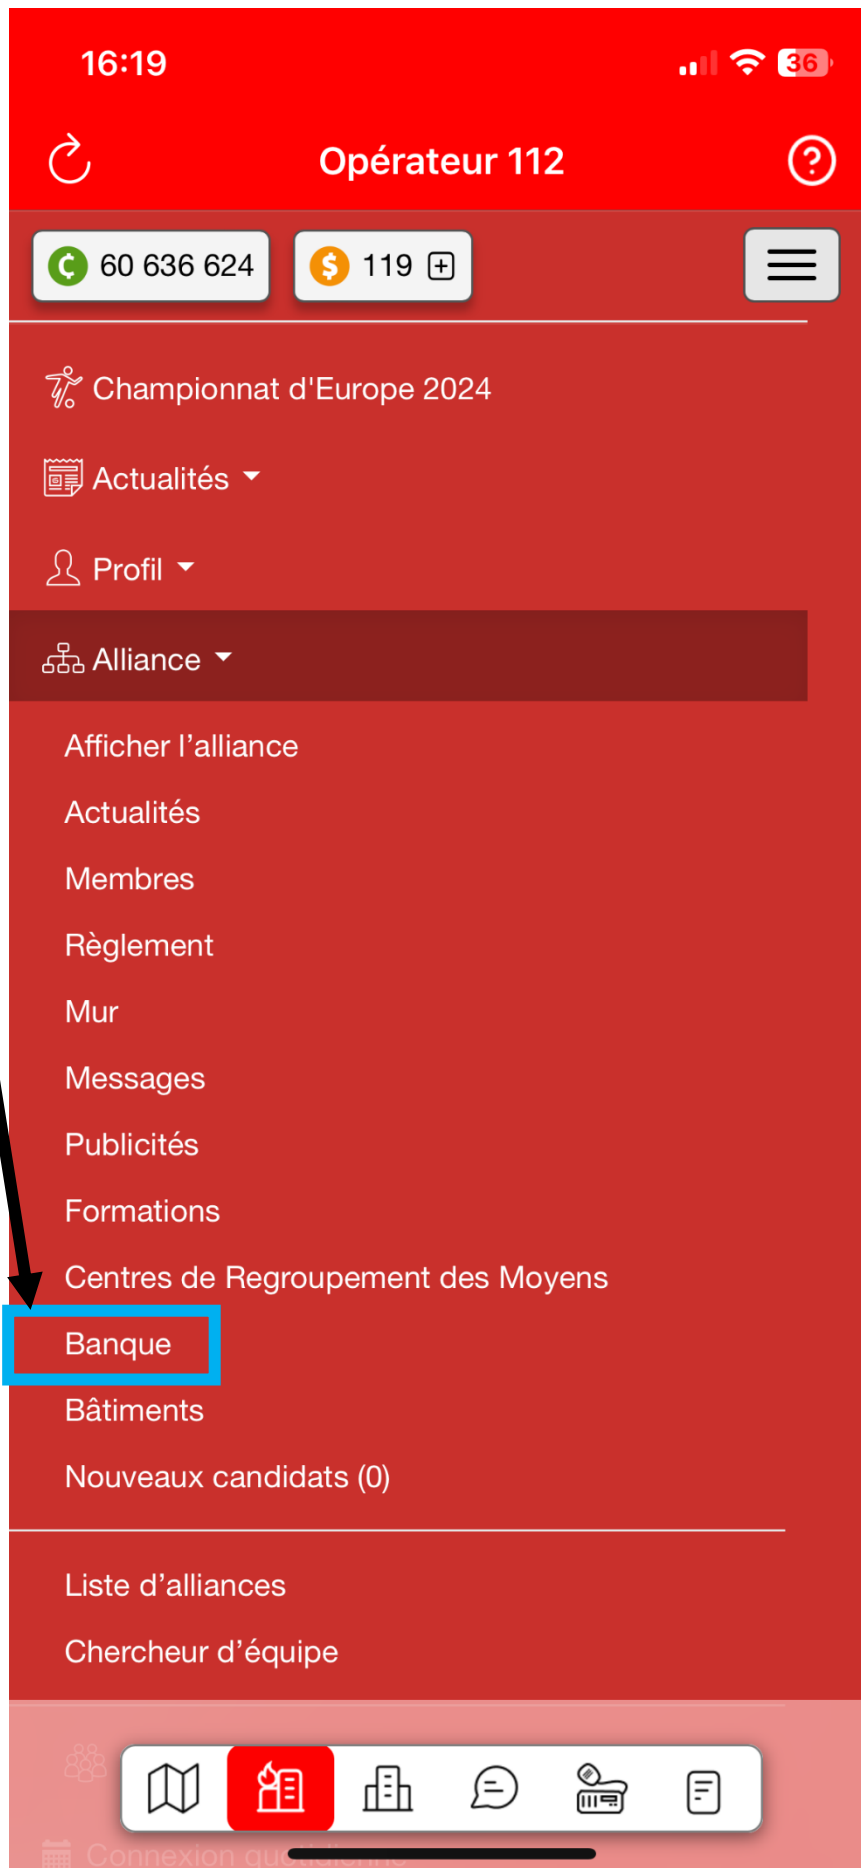 16:19
36
Opérateur 112
60 636 624
119
Championnat d'Europe 2024
Actualités
Profil
Alliance
Afficher l’alliance
Actualités
Membres
Règlement
Mur
Messages
Publicités
Formations
Centres de Regroupement des Moyens
Banque
Bâtiments
Nouveaux candidats (0)
Liste d’alliances
Chercheur d’équipe
Connexion quotidienne